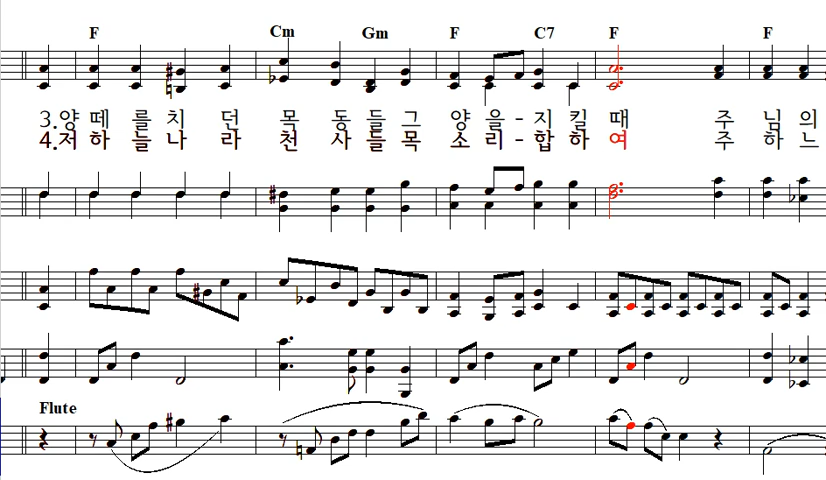 F Cm Gm F C7 F F
3.양 떼 를 치 던 목 동 들 그 양 을 - 지 킬 때 주 님 의
4.저 하 늘 나 라 천 사 들 목 소 리 - 합 하 여 주 하 느
Flute